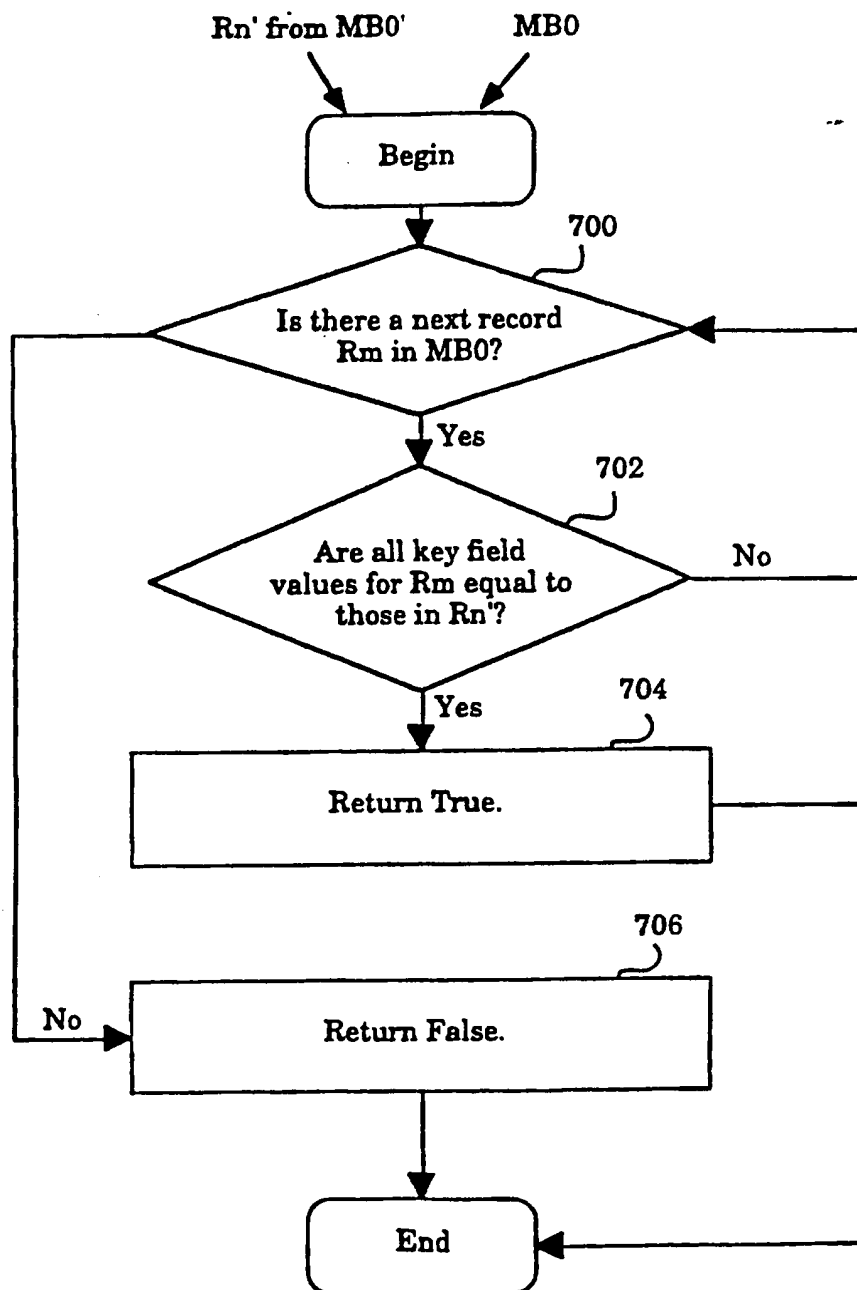 Rn' from MB0'
MB0
Begin
700
Is there a next record
Rm in MB0?
Yes
702
Are all key field
values for Rm equal to
those in Rn'?
No
Yes
704
Return True.
706
No
Return False.
End